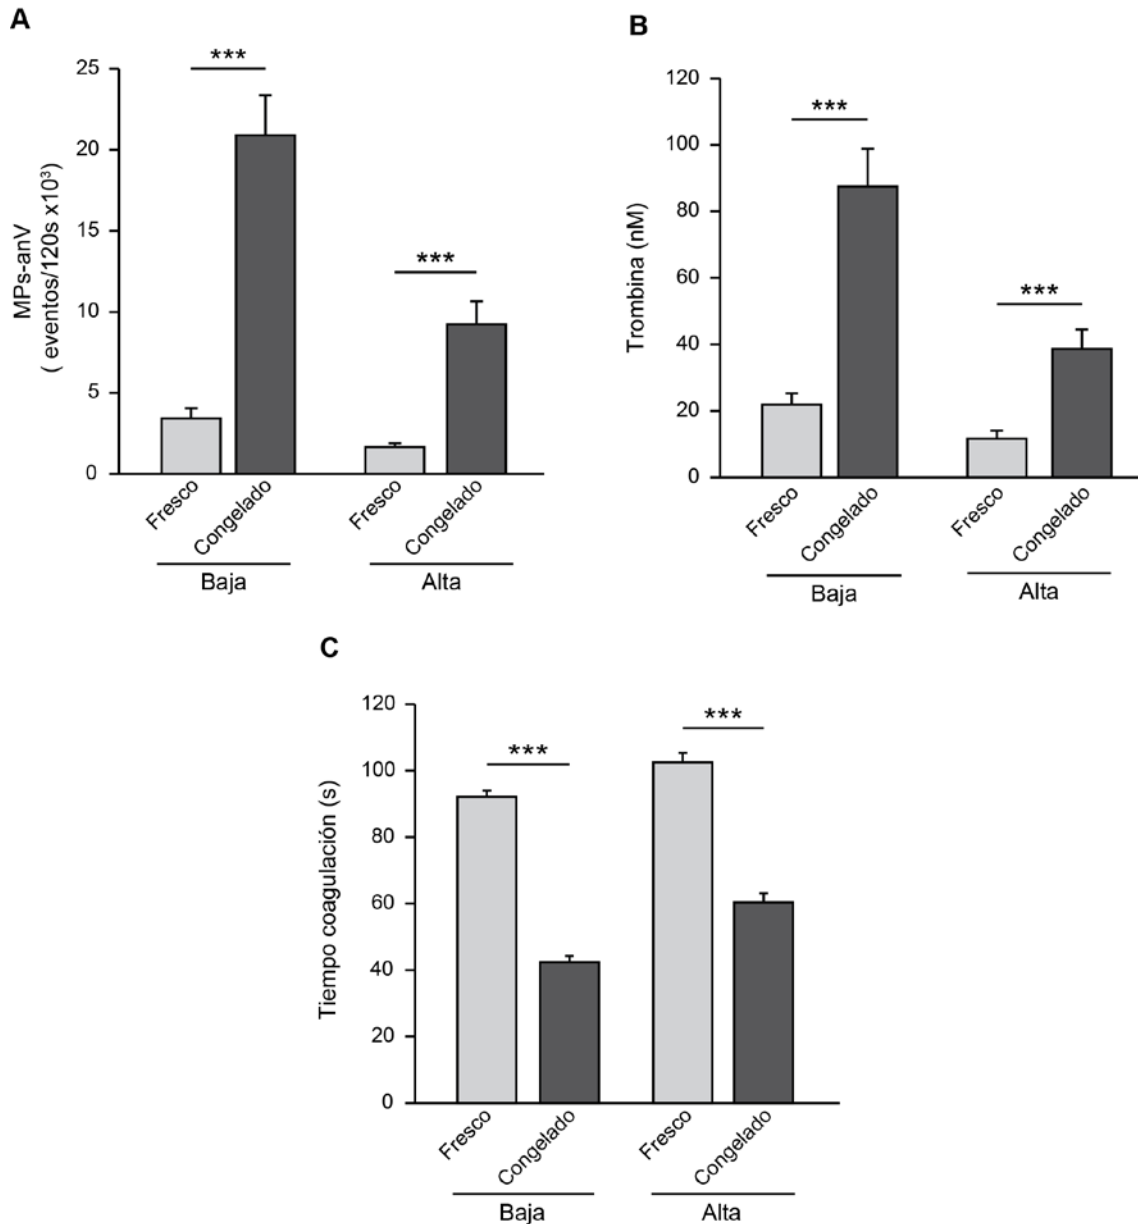 A
***
***
25
20
15
10
5
0
MPs-anV
( eventos/120s x10³)
Fresco
Congelado
Fresco
Congelado
Baja
Alta
B
***
***
120
100
80
60
40
20
0
Trombina (nM)
Fresco
Congelado
Fresco
Congelado
Baja
Alta
C
***
***
120
100
80
60
40
20
0
Tiempo coagulación (s)
Fresco
Congelado
Fresco
Congelado
Baja
Alta